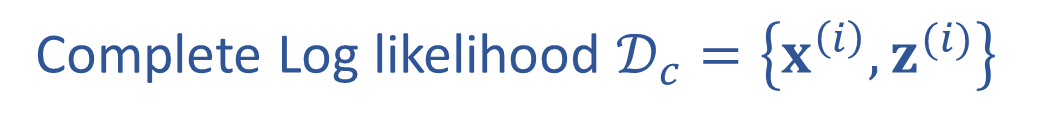 Complete Log likelihood 𝒟_c = {𝐱^(i), 𝐳^(i)}